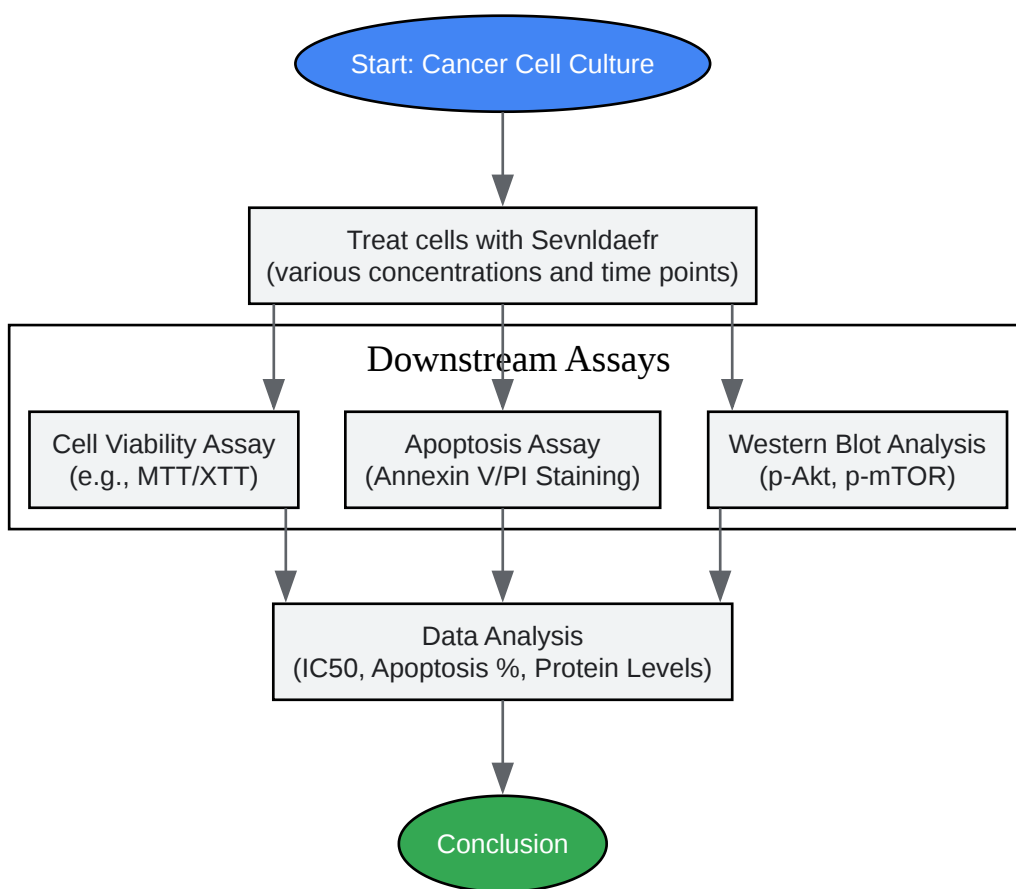 Start: Cancer Cell Culture
Treat cells with Sevnldaefr
(various concentrations and time points)
Downstream Assays
Cell Viability Assay
(e.g., MTT/XTT)
Apoptosis Assay
(Annexin V/PI Staining)
Western Blot Analysis
(p-Akt, p-mTOR)
Data Analysis
(IC50, Apoptosis %, Protein Levels)
Conclusion